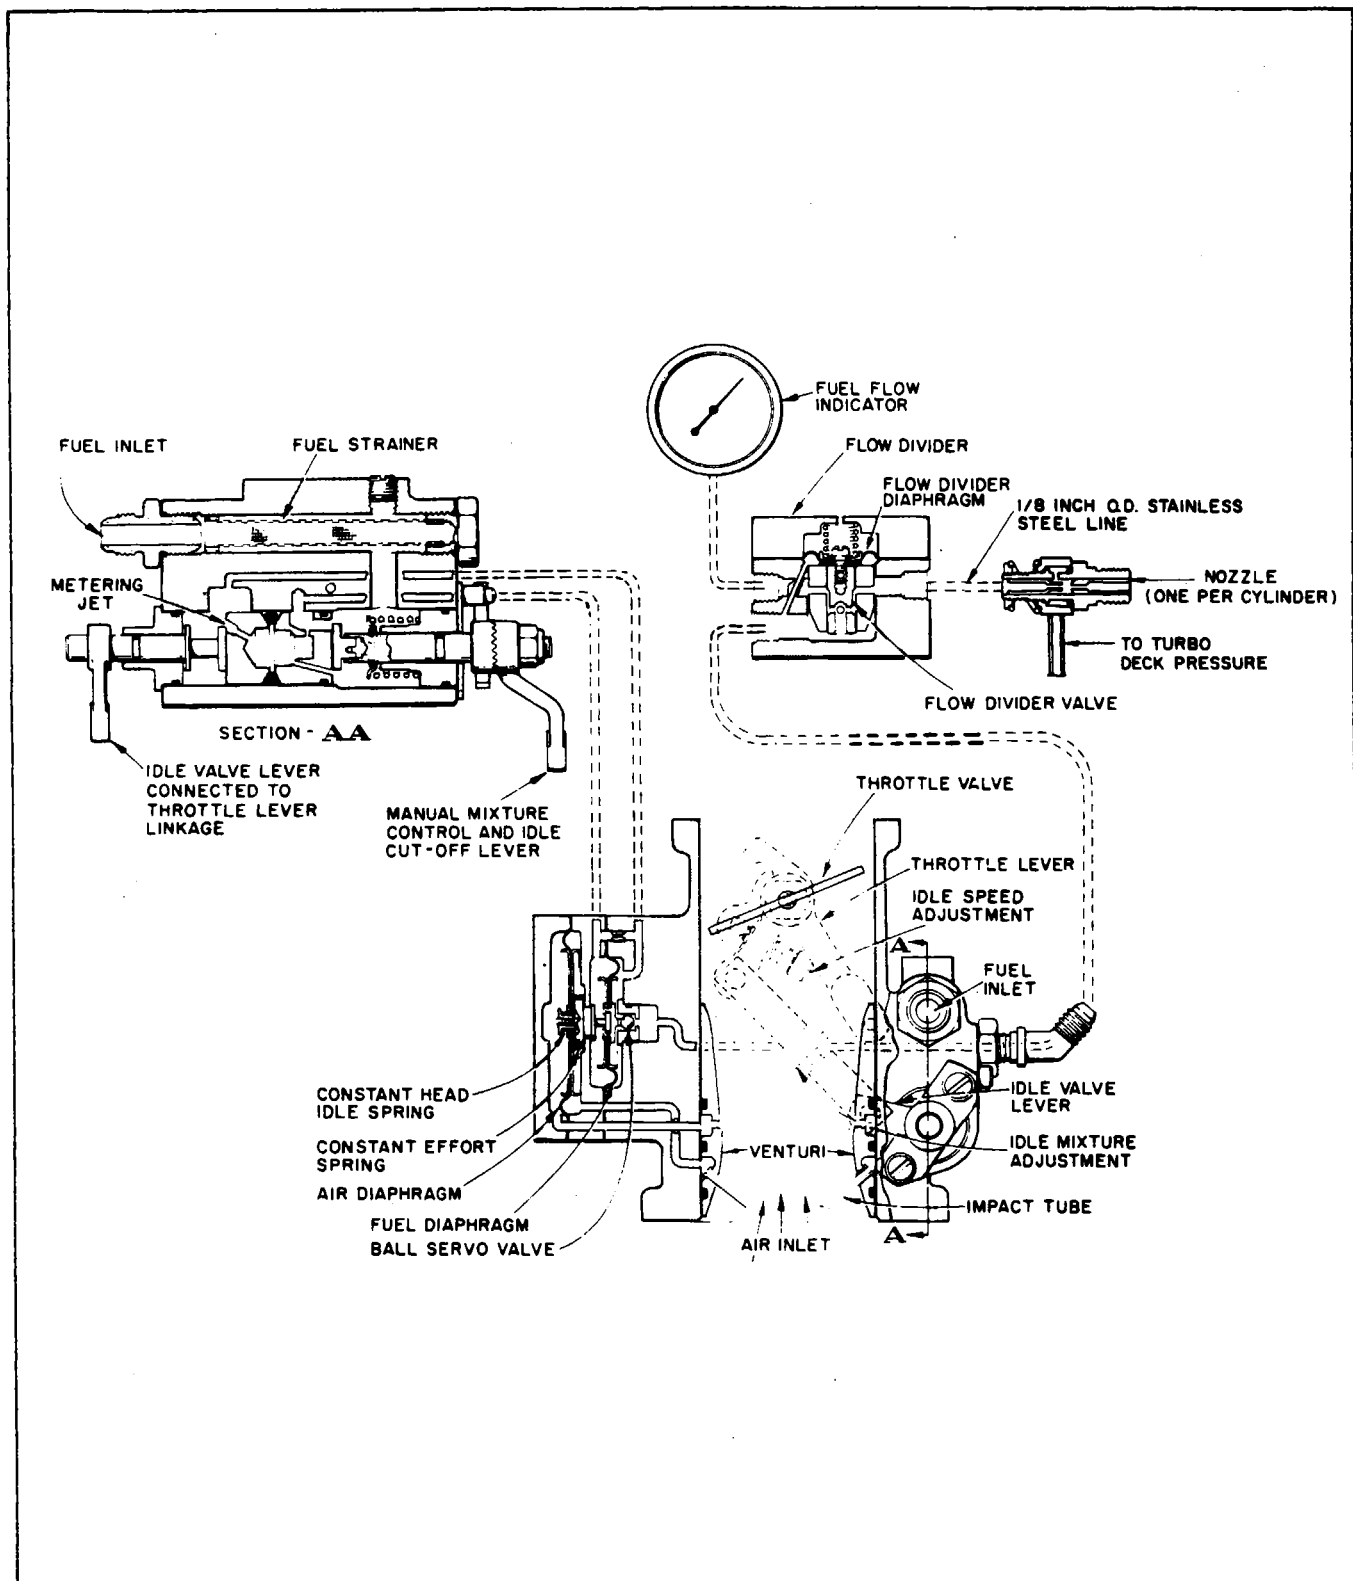 FUEL FLOW
INDICATOR
FUEL INLET
FUEL STRAINER
FLOW DIVIDER
FLOW DIVIDER
DIAPHRAGM
1/8 INCH O.D. STAINLESS
STEEL LINE
METERING
JET
NOZZLE
(ONE PER CYLINDER)
TO TURBO
DECK PRESSURE
FLOW DIVIDER VALVE
SECTION - AA
IDLE VALVE LEVER
CONNECTED TO
THROTTLE LEVER
LINKAGE
MANUAL MIXTURE
CONTROL AND IDLE
CUT-OFF LEVER
THROTTLE VALVE
THROTTLE LEVER
IDLE SPEED
ADJUSTMENT
A
FUEL
INLET
CONSTANT HEAD
IDLE SPRING
CONSTANT EFFORT
SPRING
AIR DIAPHRAGM
FUEL DIAPHRAGM
BALL SERVO VALVE
IDLE VALVE
LEVER
VENTURI
IDLE MIXTURE
ADJUSTMENT
IMPACT TUBE
AIR INLET
A